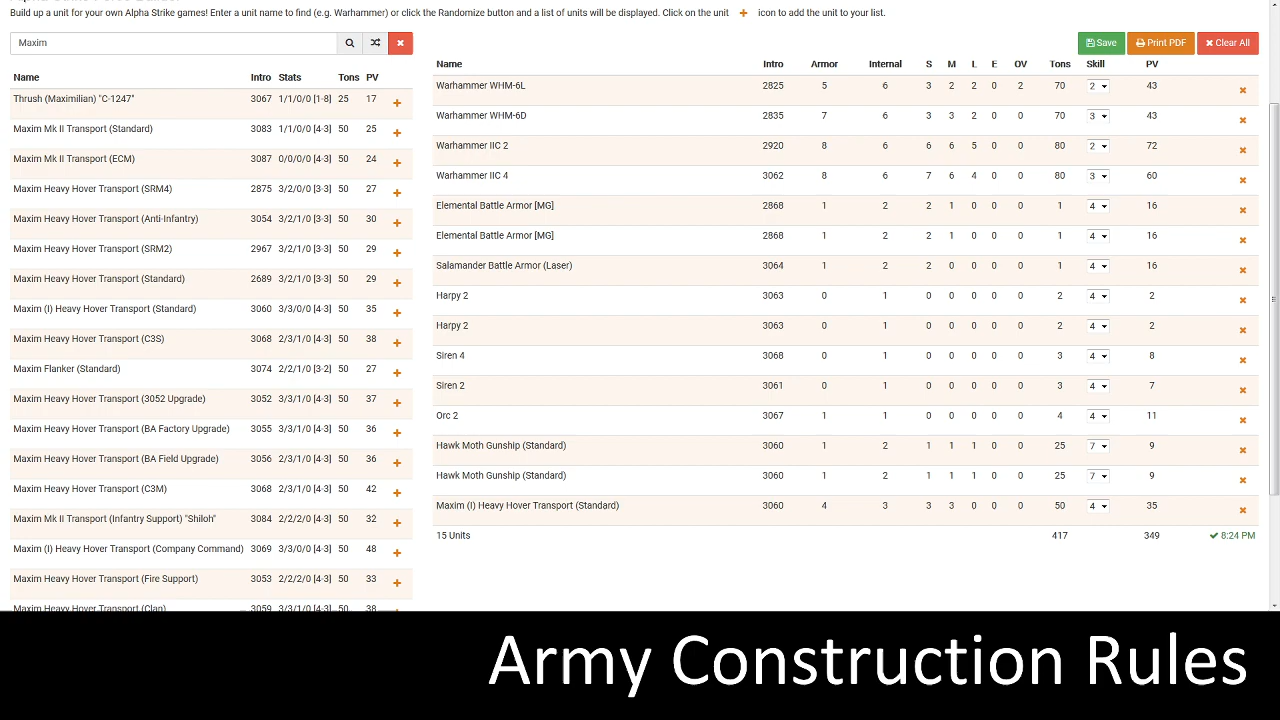 Build up a unit for your own Alpha Strike games! Enter a unit name to find (e.g. Warhammer) or click the Randomize button and a list of units will be displayed. Click on the unit + icon to add the unit to your list.
Maxim
Save Print PDF Clear All
Name Intro Stats Tons PV
Thrush (Maximilian) "C-1247" 3067 1/1/0/0 [1-8] 25 17
Maxim Mk II Transport (Standard) 3083 1/1/0/0 [4-3] 50 25
Maxim Mk II Transport (ECM) 3087 0/0/0/0 [4-3] 50 24
Maxim Heavy Hover Transport (SRM4) 2875 3/2/0/0 [3-3] 50 27
Maxim Heavy Hover Transport (Anti-Infantry) 3054 3/2/1/0 [3-3] 50 30
Maxim Heavy Hover Transport (SRM2) 2967 3/2/1/0 [3-3] 50 29
Maxim Heavy Hover Transport (Standard) 2689 3/2/1/0 [3-3] 50 29
Maxim (I) Heavy Hover Transport (Standard) 3060 3/3/0/0 [4-3] 50 35
Maxim Heavy Hover Transport (C3S) 3068 2/3/1/0 [4-3] 50 38
Maxim Flanker (Standard) 3074 2/2/1/0 [3-2] 50 27
Maxim Heavy Hover Transport (3052 Upgrade) 3052 3/3/1/0 [4-3] 50 37
Maxim Heavy Hover Transport (BA Factory Upgrade) 3055 3/3/1/0 [4-3] 50 36
Maxim Heavy Hover Transport (BA Field Upgrade) 3056 2/3/1/0 [4-3] 50 36
Maxim Heavy Hover Transport (C3M) 3068 2/3/1/0 [4-3] 50 42
Maxim Mk II Transport (Infantry Support) "Shiloh" 3084 2/2/2/0 [4-3] 50 32
Maxim (I) Heavy Hover Transport (Company Command) 3069 3/3/0/0 [4-3] 50 48
Maxim Heavy Hover Transport (Fire Support) 3053 2/2/2/0 [4-3] 50 33
Maxim Heavy Hover Transport (Clan) 3059 3/3/1/0 [4-3] 50 38
Name Intro Armor Internal S M L E OV Tons Skill PV
Warhammer WHM-6L 2825 5 6 3 2 2 0 2 70 2 43
Warhammer WHM-6D 2835 7 6 3 3 2 0 0 70 3 43
Warhammer IIC 2 2920 8 6 6 6 5 0 0 80 2 72
Warhammer IIC 4 3062 8 6 7 6 4 0 0 80 3 60
Elemental Battle Armor [MG] 2868 1 2 2 1 0 0 0 1 4 16
Elemental Battle Armor [MG] 2868 1 2 2 1 0 0 0 1 4 16
Salamander Battle Armor (Laser) 3064 1 2 2 0 0 0 0 1 4 16
Harpy 2 3063 0 1 0 0 0 0 0 2 4 2
Harpy 2 3063 0 1 0 0 0 0 0 2 4 2
Siren 4 3068 0 1 0 0 0 0 0 3 4 8
Siren 2 3061 0 1 0 0 0 0 0 3 4 7
Orc 2 3067 1 1 0 0 0 0 0 4 4 11
Hawk Moth Gunship (Standard) 3060 1 2 1 1 1 0 0 25 7 9
Hawk Moth Gunship (Standard) 3060 1 2 1 1 1 0 0 25 7 9
Maxim (I) Heavy Hover Transport (Standard) 3060 4 3 3 3 0 0 0 50 4 35
15 Units 417 349 8:24 PM
Army Construction Rules